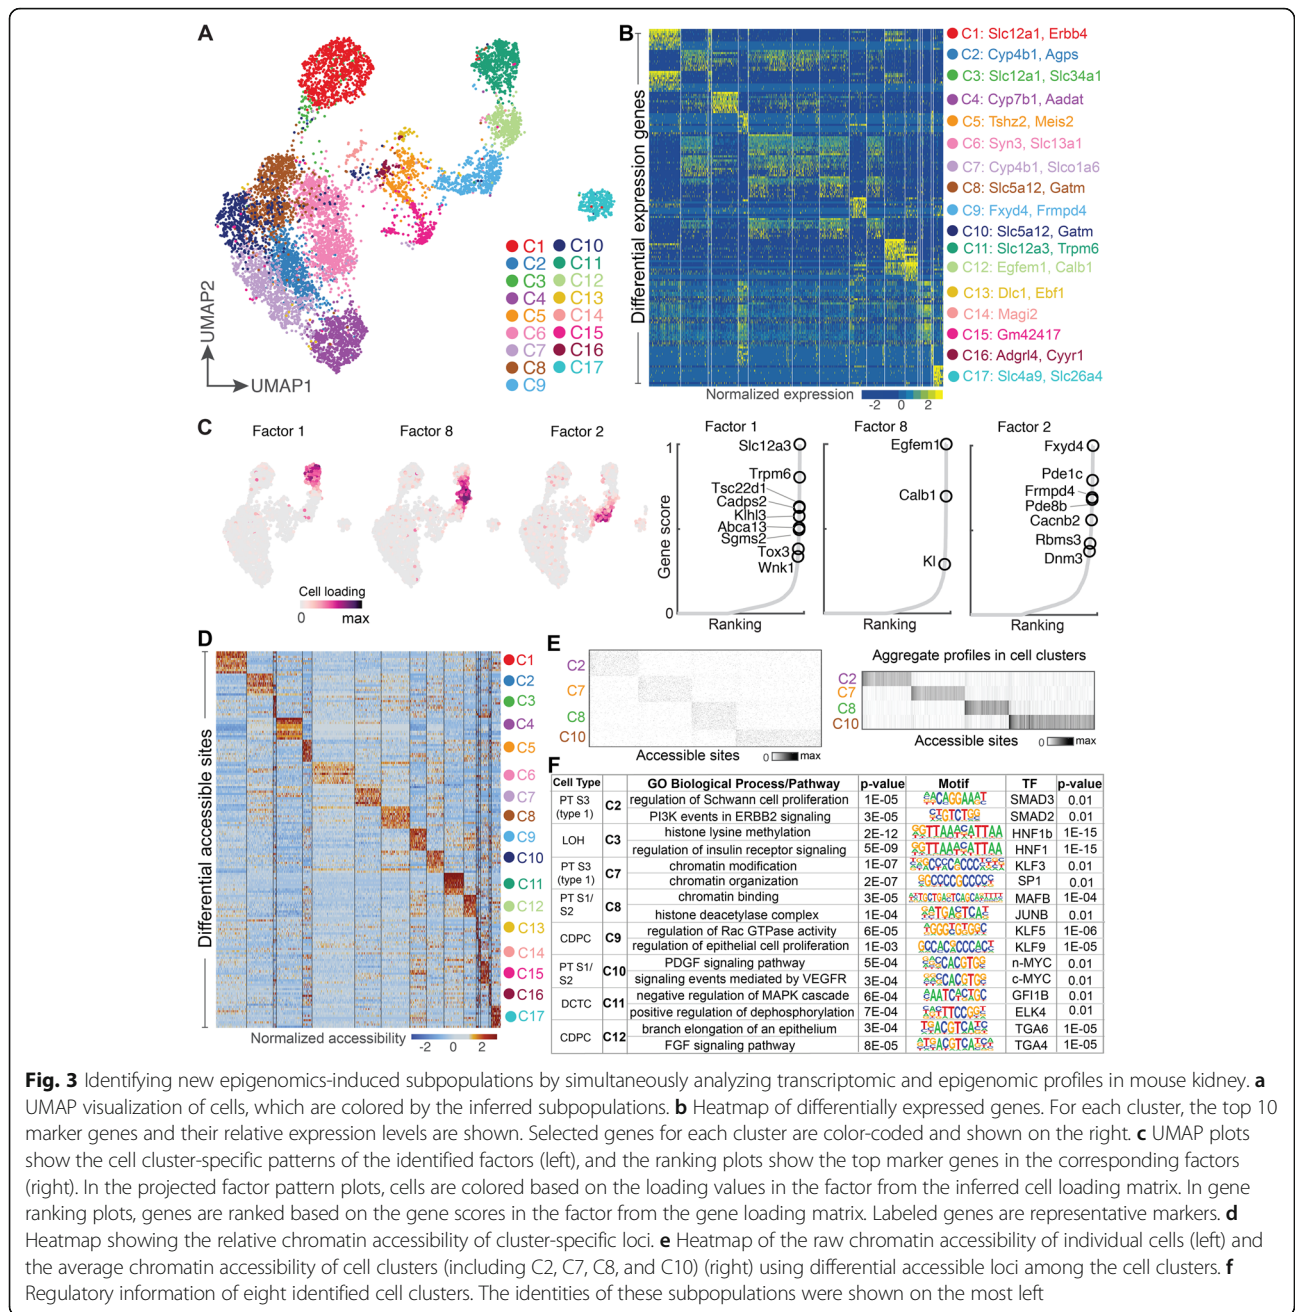 A
C1
C2
C3
C4
C5
C6
C7
C8
C9
C10
C11
C12
C13
C14
C15
C16
C17
UMAP2
UMAP1
B
Differential expression genes
C1: Slc12a1, Erbb4
C2: Cyp4b1, Agps
C3: Slc12a1, Slc34a1
C4: Cyp7b1, Aadat
C5: Tshz2, Meis2
C6: Syn3, Slc13a1
C7: Cyp4b1, Slco1a6
C8: Slc5a12, Gatm
C9: Fxyd4, Frmpd4
C10: Slc5a12, Gatm
C11: Slc12a3, Trpm6
C12: Egfem1, Calb1
C13: Dlc1, Ebf1
C14: Magi2
C15: Gm42417
C16: Adgrl4, Cyyr1
C17: Slc4a9, Slc26a4
Normalized expression
-2 0 2
C
Factor 1 Factor 8 Factor 2
Cell loading
0 max
Factor 1
Gene score
1
0
Slc12a3
Trpm6
Tsc22d1
Cadps2
Klhl3
Abca13
Sgms2
Tox3
Wnk1
Ranking
Factor 8
Egfem1
Calb1
Kl
Ranking
Factor 2
Fxyd4
Pde1c
Frmpd4
Pde8b
Cacnb2
Rbms3
Dnm3
Ranking
D
Differential accessible sites
C1
C2
C3
C4
C5
C6
C7
C8
C9
C10
C11
C12
C13
C14
C15
C16
C17
Normalized accessibility
-2 0 2
E
C2
C7
C8
C10
Accessible sites 0 max
Aggregate profiles in cell clusters
C2
C7
C8
C10
Accessible sites 0 max
F
Cell Type GO Biological Process/Pathway p-value Motif TF p-value
PT S3 (type 1) C2 regulation of Schwann cell proliferation 1E-05 SMAD3 0.01
PI3K events in ERBB2 signaling 3E-05 SMAD2 0.01
LOH C3 histone lysine methylation 2E-12 HNF1b 1E-15
regulation of insulin receptor signaling 5E-09 HNF1 1E-15
PT S3 (type 1) C7 chromatin modification 1E-07 KLF3 0.01
chromatin organization 2E-07 SP1 0.01
PT S1/ S2 C8 chromatin binding 3E-05 MAFB 1E-04
histone deacetylase complex 1E-04 JUNB 0.01
CDPC C9 regulation of Rac GTPase activity 6E-05 KLF5 1E-06
regulation of epithelial cell proliferation 1E-03 KLF9 1E-05
PT S1/ S2 C10 PDGF signaling pathway 5E-04 n-MYC 0.01
signaling events mediated by VEGFR 3E-04 c-MYC 0.01
DCTC C11 negative regulation of MAPK cascade 6E-04 GFI1B 0.01
positive regulation of dephosphorylation 7E-04 ELK4 0.01
CDPC C12 branch elongation of an epithelium 3E-04 TGA6 1E-05
FGF signaling pathway 8E-05 TGA4 1E-05
Fig. 3 Identifying new epigenomics-induced subpopulations by simultaneously analyzing transcriptomic and epigenomic profiles in mouse kidney. a
UMAP visualization of cells, which are colored by the inferred subpopulations. b Heatmap of differentially expressed genes. For each cluster, the top 10
marker genes and their relative expression levels are shown. Selected genes for each cluster are color-coded and shown on the right. c UMAP plots
show the cell cluster-specific patterns of the identified factors (left), and the ranking plots show the top marker genes in the corresponding factors
(right). In the projected factor pattern plots, cells are colored based on the loading values in the factor from the inferred cell loading matrix. In gene
ranking plots, genes are ranked based on the gene scores in the factor from the gene loading matrix. Labeled genes are representative markers. d
Heatmap showing the relative chromatin accessibility of cluster-specific loci. e Heatmap of the raw chromatin accessibility of individual cells (left) and
the average chromatin accessibility of cell clusters (including C2, C7, C8, and C10) (right) using differential accessible loci among the cell clusters. f
Regulatory information of eight identified cell clusters. The identities of these subpopulations were shown on the most left